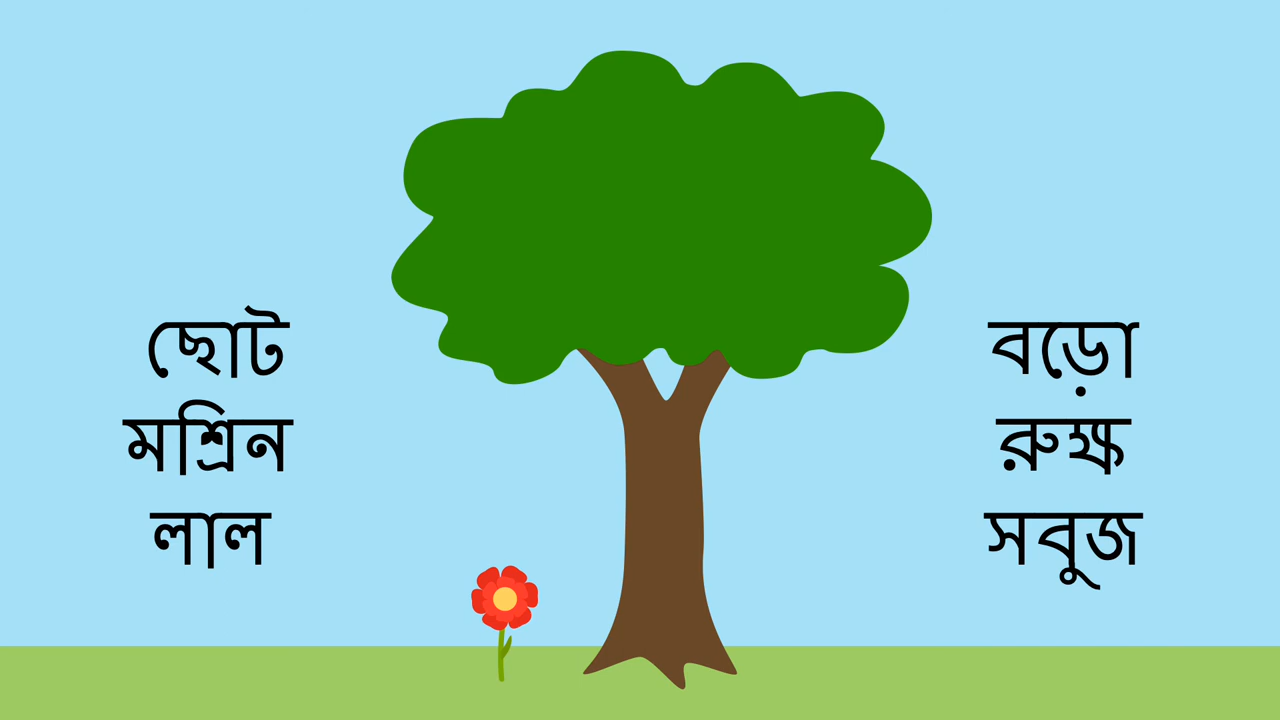 ছোট
মশ্রিন
লাল
বড়ো
রুক্ষ
সবুজ